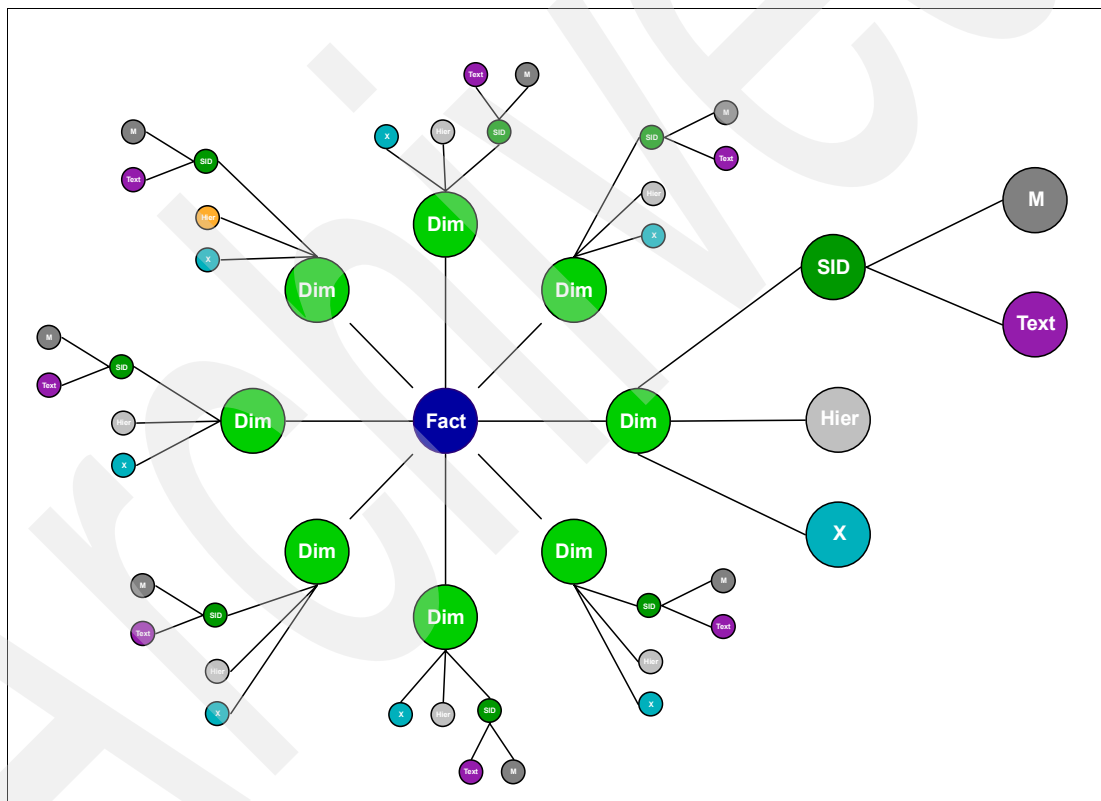 Text M
M X Hier SID SID M
Text SID Text
M
Hier Dim Hier
X X
Dim Dim SID
M Text
Text SID
Hier Dim Fact Dim Hier
X
X
Dim Dim
M SID SID M
Text Dim Text
Hier Hier
X X Hier SID X
Text M
Archived